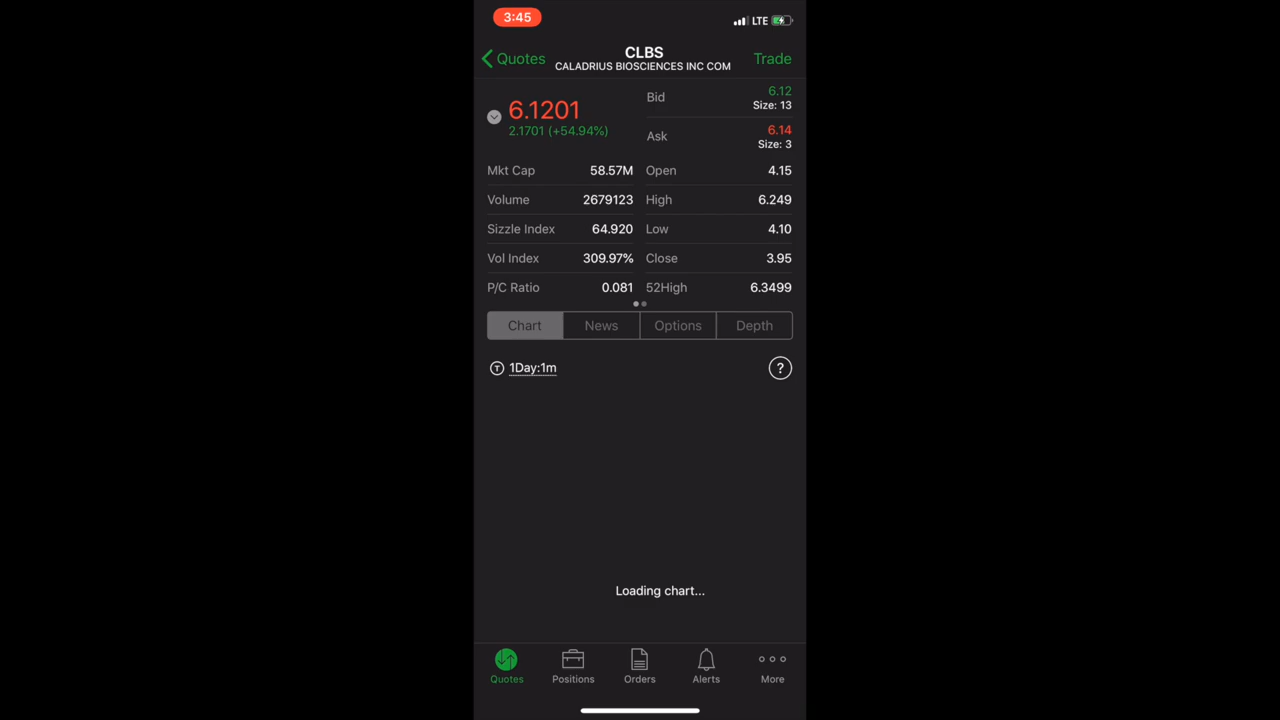 3:45
LTE
Quotes
CLBS
CALADRIUS BIOSCIENCES INC COM
Trade
6.1201
2.1701 (+54.94%)
Bid
6.12
Size: 13
Ask
6.14
Size: 3
Mkt Cap 58.57M Open 4.15
Volume 2679123 High 6.249
Sizzle Index 64.920 Low 4.10
Vol Index 309.97% Close 3.95
P/C Ratio 0.081 52High 6.3499
Chart News Options Depth
T 1Day:1m ?
Loading chart...
Quotes Positions Orders Alerts More